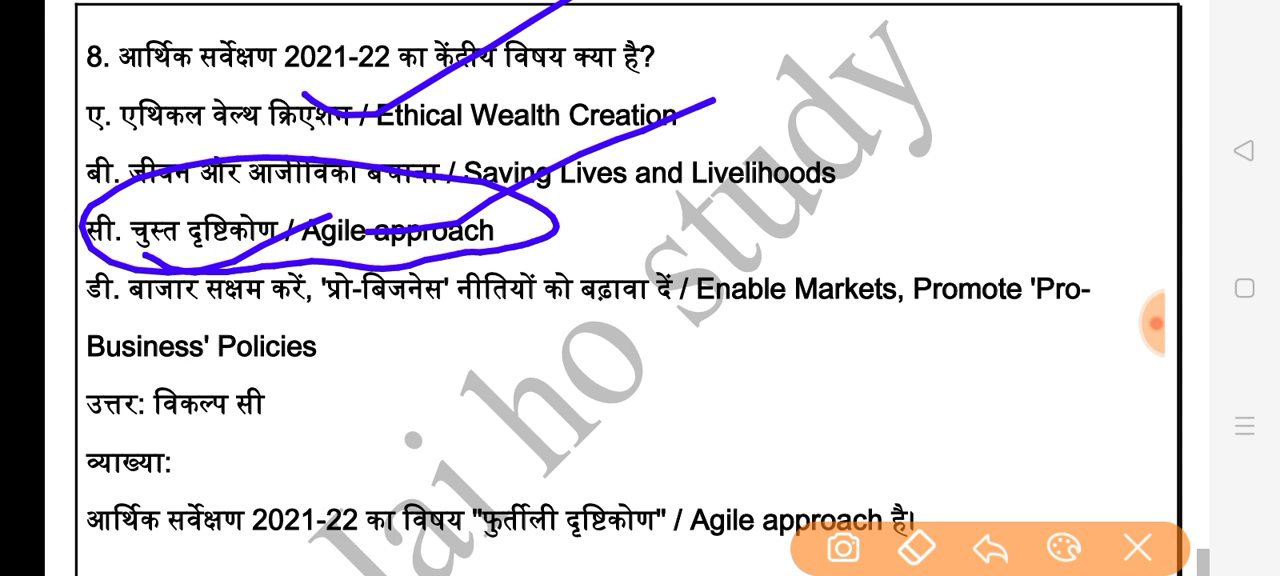 8. आर्थिक सर्वेक्षण 2021-22 का केंद्रीय विषय क्या है?
ए. एथिकल वेल्थ क्रिएशन / Ethical Wealth Creation
बी. जीवन और आजीविका बचाना / Saving Lives and Livelihoods
सी. चुस्त दृष्टिकोण / Agile approach
डी. बाजार सक्षम करें, 'प्रो-बिजनेस' नीतियों को बढ़ावा दें / Enable Markets, Promote 'Pro-
Business' Policies
उत्तर: विकल्प सी
व्याख्या:
आर्थिक सर्वेक्षण 2021-22 का विषय "फुर्तीली दृष्टिकोण" / Agile approach है।
Jai ho study